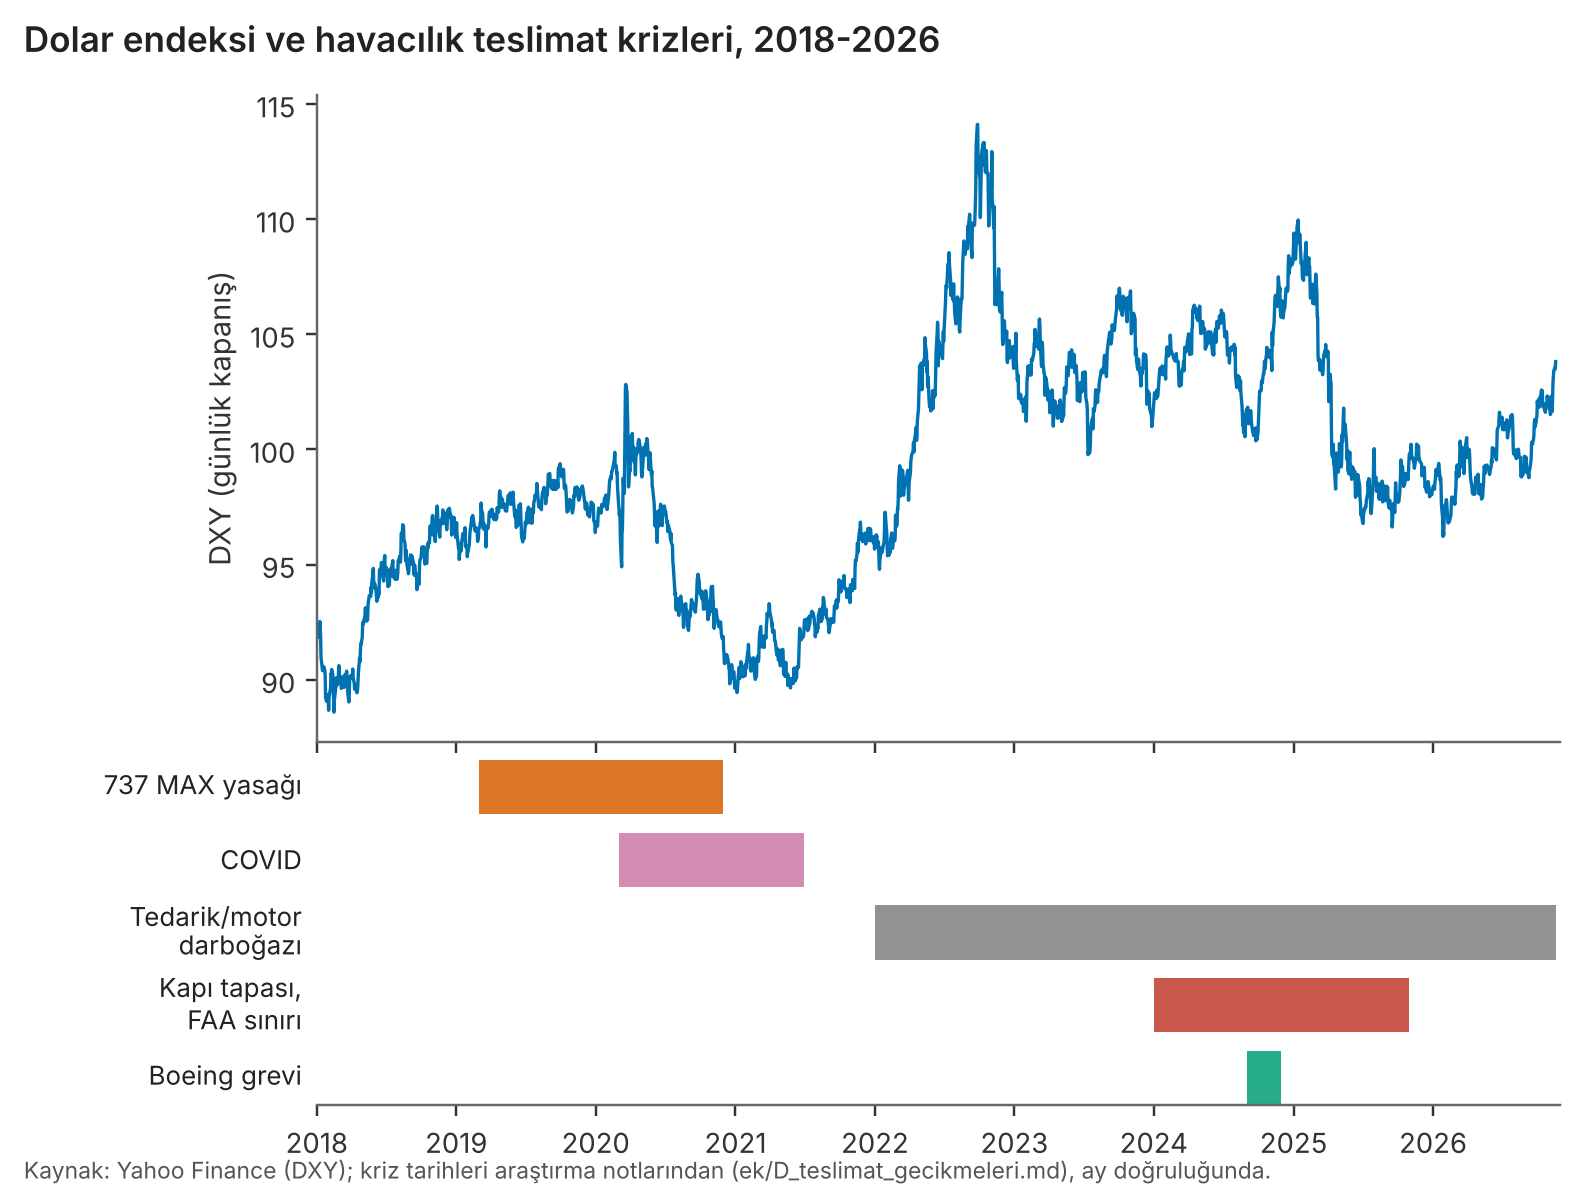 Dolar endeksi ve havacılık teslimat krizleri, 2018-2026
115
110
105
100
95
90
DXY (günlük kapanış)
737 MAX yasağı
COVID
Tedarik/motor
darboğazı
Kapı tapası,
FAA sınırı
Boeing grevi
2018 2019 2020 2021 2022 2023 2024 2025 2026
Kaynak: Yahoo Finance (DXY); kriz tarihleri araştırma notlarından (ek/D_teslimat_gecikmeleri.md), ay doğruluğunda.